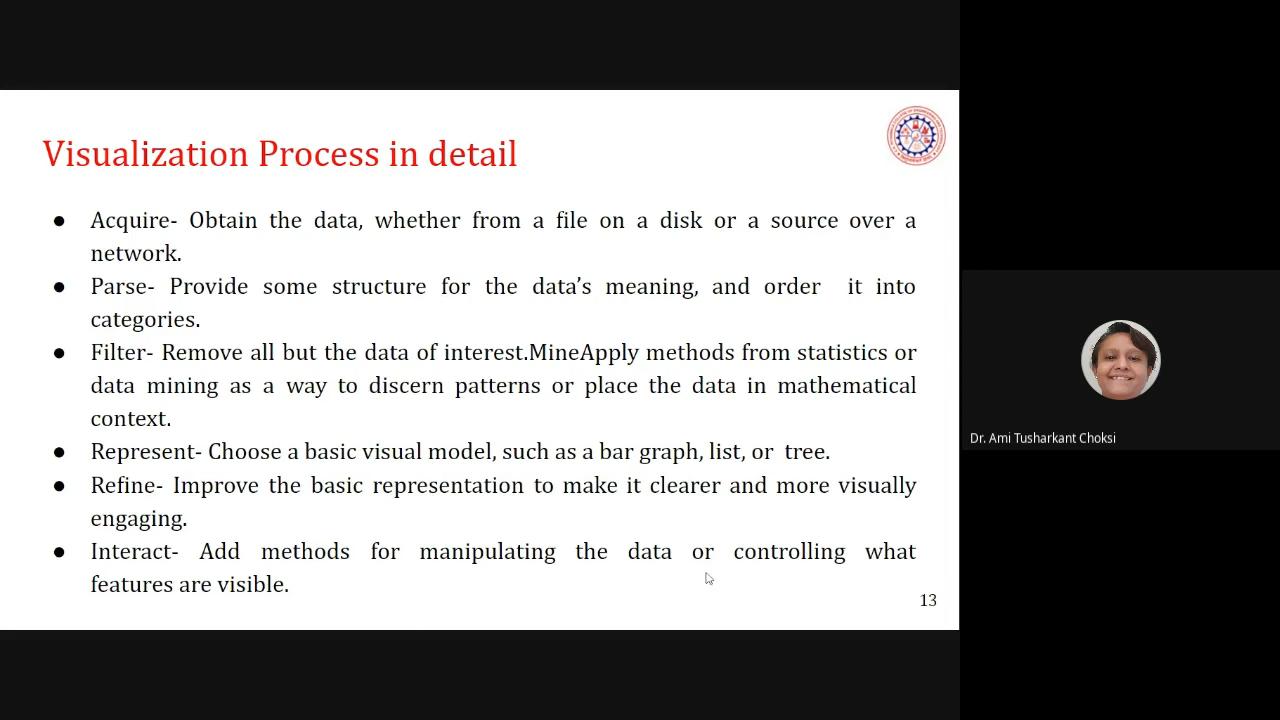 Visualization Process in detail
● Acquire- Obtain the data, whether from a file on a disk or a source over a
network.
● Parse- Provide some structure for the data’s meaning, and order it into
categories.
● Filter- Remove all but the data of interest.MineApply methods from statistics or
data mining as a way to discern patterns or place the data in mathematical
context.
● Represent- Choose a basic visual model, such as a bar graph, list, or tree.
● Refine- Improve the basic representation to make it clearer and more visually
engaging.
● Interact- Add methods for manipulating the data or controlling what
features are visible.
13
Dr. Ami Tusharkant Choksi